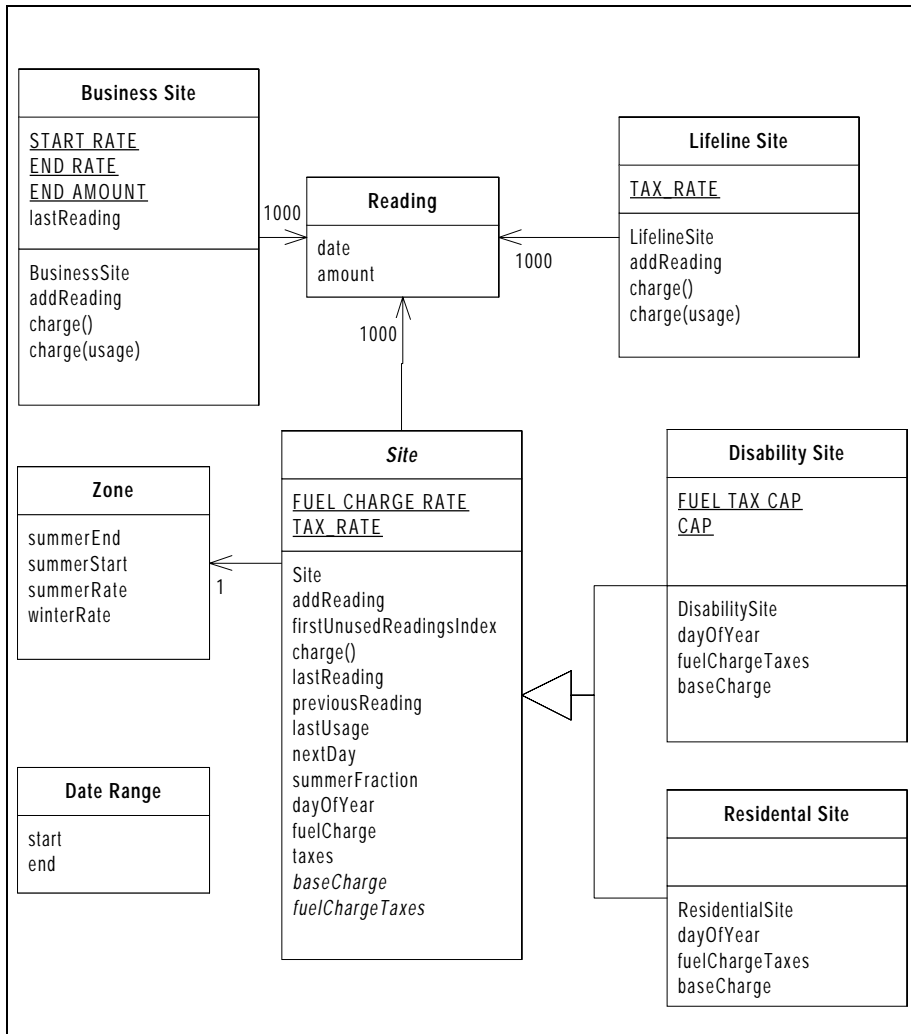 Business Site
START RATE
END RATE
END AMOUNT
lastReading
BusinessSite
addReading
charge()
charge(usage)
1000
Reading
date
amount
1000
1000
Lifeline Site
TAX_RATE
LifelineSite
addReading
charge()
charge(usage)
Zone
summerEnd
summerStart
summerRate
winterRate
1
Site
FUEL CHARGE RATE
TAX_RATE
Site
addReading
firstUnusedReadingsIndex
charge()
lastReading
previousReading
lastUsage
nextDay
summerFraction
dayOfYear
fuelCharge
taxes
baseCharge
fuelChargeTaxes
Disability Site
FUEL TAX CAP
CAP
DisabilitySite
dayOfYear
fuelChargeTaxes
baseCharge
Date Range
start
end
Residental Site
ResidentialSite
dayOfYear
fuelChargeTaxes
baseCharge